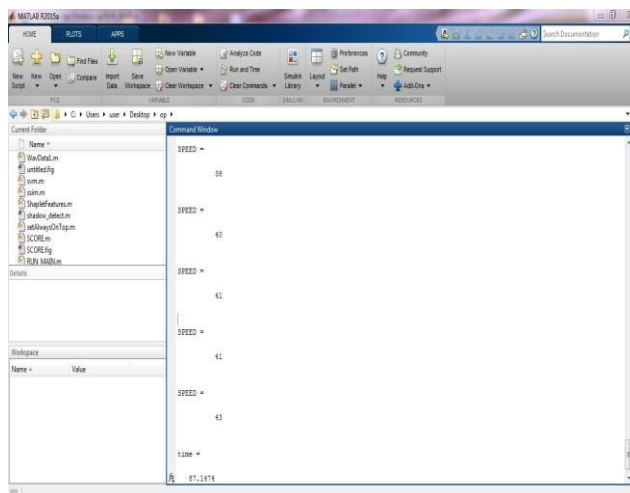 MATLAB R2015a
HOME PLOTS APPS
Search Documentation
New Script
New
Open
Find Files
Compare
Import Data
Save Workspace
New Variable
Open Variable
Clear Workspace
Analyze Code
Run and Time
Clear Commands
Simulink Library
Layout
Preferences
Set Path
Parallel
Help
Community
Request Support
Add-Ons
FILE VARIABLE CODE SIMULINK ENVIRONMENT RESOURCES
C: Users user Desktop op
Current Folder
Name
WavData1.m
untitled.fig
svm.m
ssim.m
ShapletFeatures.m
shadow_detect.m
setAlwaysOnTop.m
SCORE.m
SCORE.fig
RUN_MAIN.m
Details
Workspace
Name Value
Command Window
SPEED =
38
SPEED =
40
SPEED =
41
SPEED =
41
SPEED =
43
time =
fx 87.1474